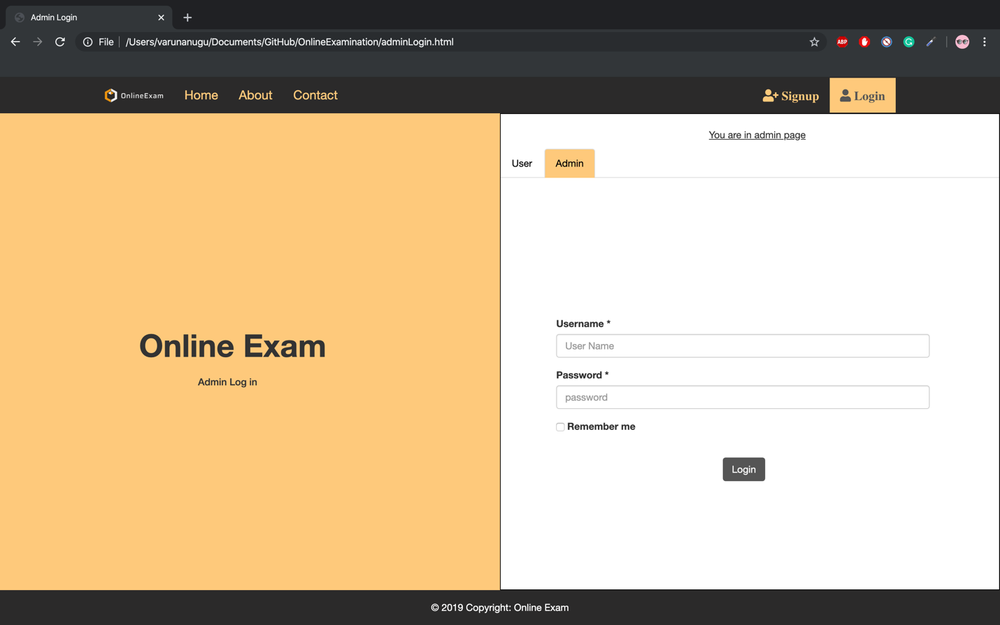 Admin Login
File /Users/varunanugu/Documents/GitHub/OnlineExamination/adminLogin.html
ABP
OnlineExam Home About Contact Signup Login
You are in admin page
User Admin
Online Exam
Admin Log in
Username *
User Name
Password *
password
Remember me
Login
© 2019 Copyright: Online Exam